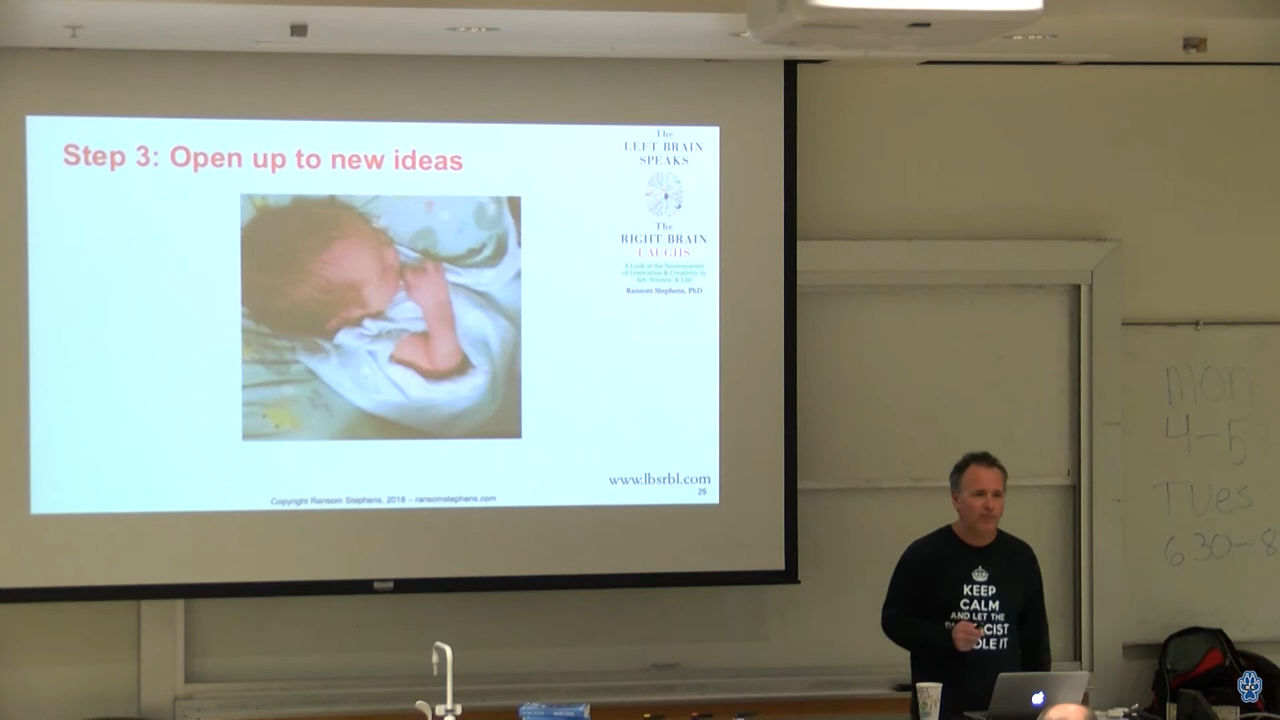 Step 3: Open up to new ideas
The
LEFT BRAIN
SPEAKS
The
RIGHT BRAIN
LAUGHS
A Look at the Neuroscience
of Innovation & Creativity in
Art, Science, & Life
Ransom Stephens, PhD
www.lbsrbl.com
25
Copyright Ransom Stephens, 2018 – ransomstephens.com
mon
4-5
Tues
630-8
KEEP
CALM
AND LET THE